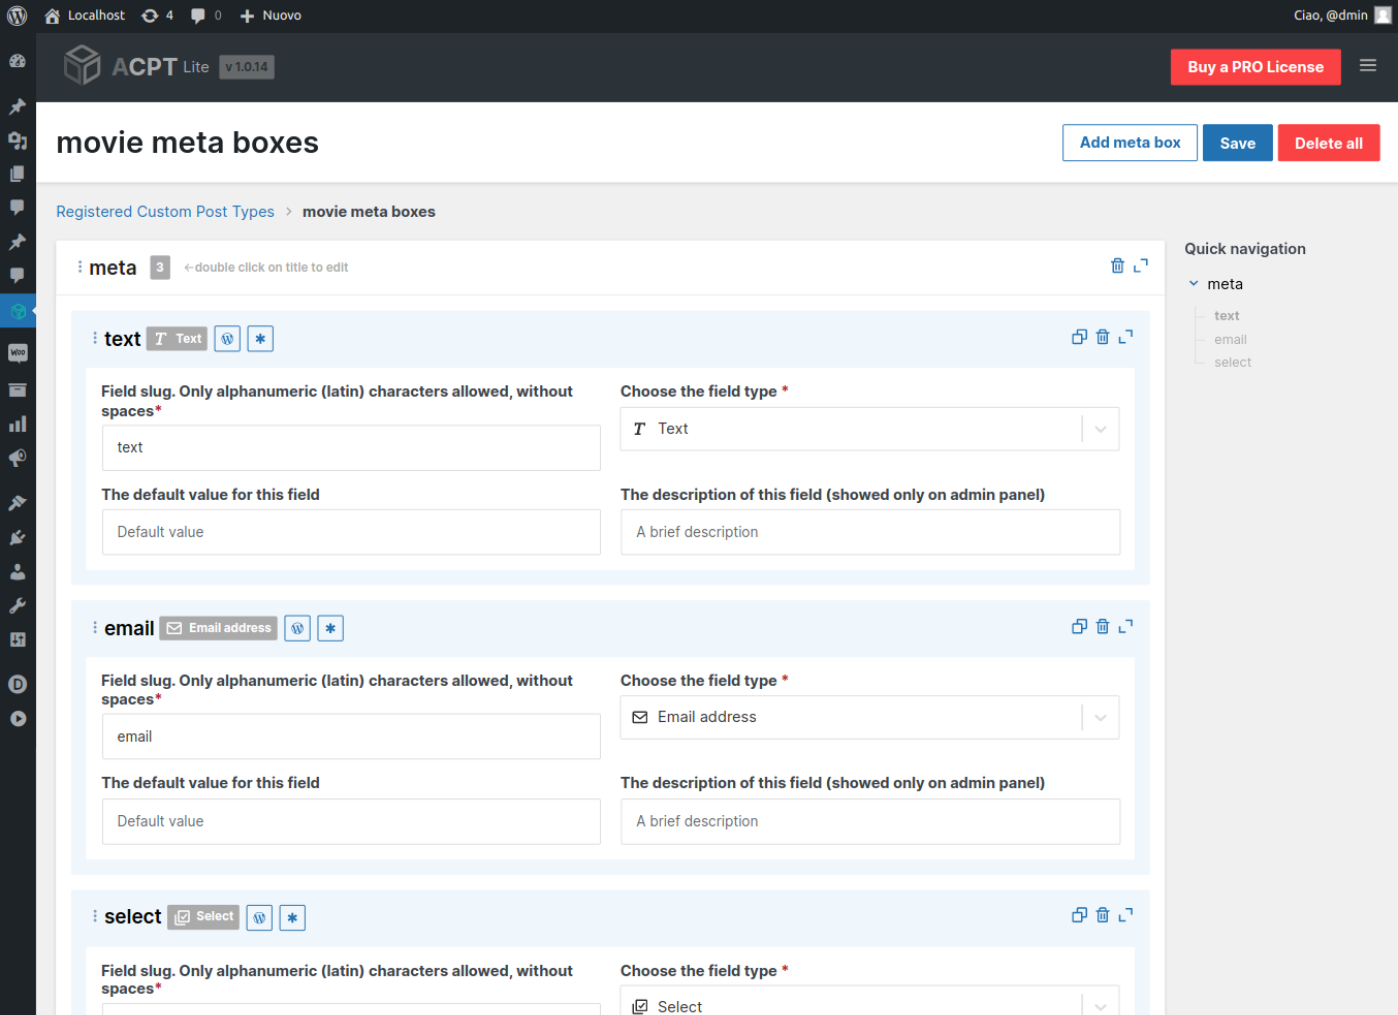 Localhost 4 0 Nuovo Ciao, @dmin
ACPT Lite v 1.0.14 Buy a PRO License
movie meta boxes Add meta box Save Delete all
Registered Custom Post Types > movie meta boxes
meta 3 ←double click on title to edit
Quick navigation
meta
text
email
select
text T Text *
Field slug. Only alphanumeric (latin) characters allowed, without
spaces*
text
Choose the field type *
T Text
The default value for this field
Default value
The description of this field (showed only on admin panel)
A brief description
email Email address *
Field slug. Only alphanumeric (latin) characters allowed, without
spaces*
email
Choose the field type *
Email address
The default value for this field
Default value
The description of this field (showed only on admin panel)
A brief description
select Select *
Field slug. Only alphanumeric (latin) characters allowed, without
spaces*
Choose the field type *
Select
Woo
D